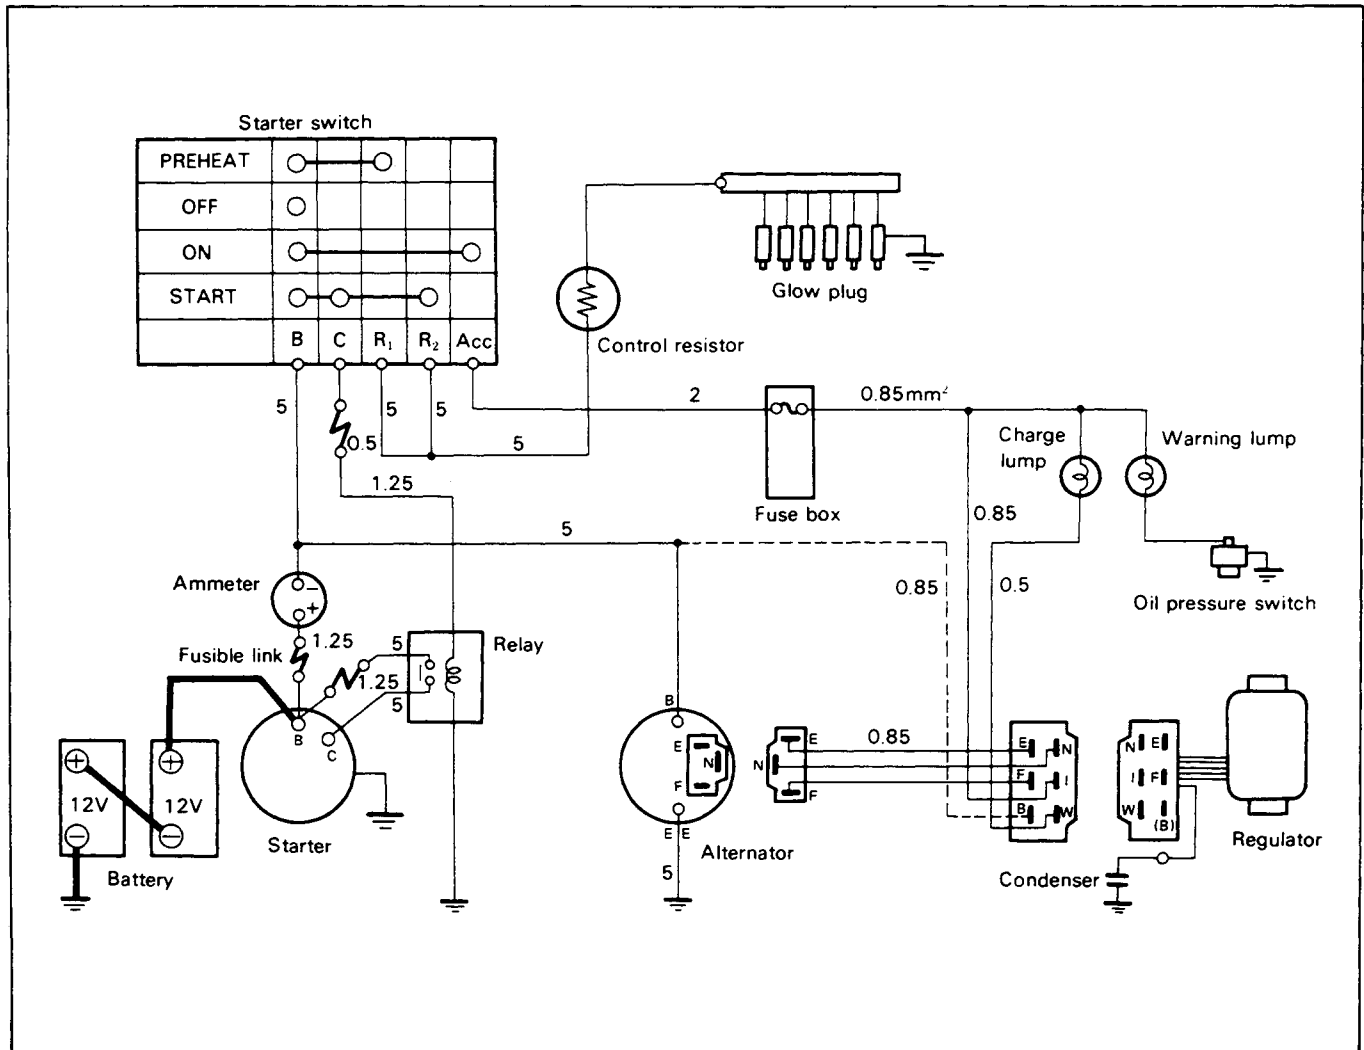 Starter switch
PREHEAT
OFF
ON
START
B C R₁ R₂ Acc
Glow plug
Control resistor
5 5 5 5
0.5
1.25
2
0.85mm²
Fuse box
Charge
lump
Warning lump
0.85
0.5
0.85
Oil pressure switch
5
Ammeter
−
+
Fusible link
1.25
1.25
5
5
Relay
B
C
Starter
+ +
12V 12V
− −
Battery
B
E
N
F
E E
5
Alternator
E
N
F
0.85
E N
F I
B W
N E
I F
W (B)
Regulator
Condenser